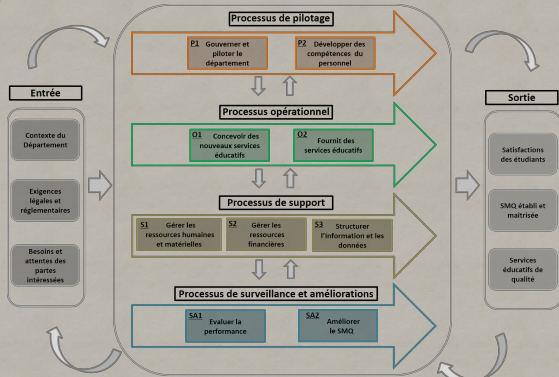 Processus de pilotage
P1 Gouverner et
piloter le
département
P2 Développer des
compétences du
personnel
Entrée
Contexte du
Département
Exigences
légales et
réglementaires
Besoins et
attentes des
partes
intéressées
Processus opérationnel
O1 Concevoir des
nouveaux services
éducatifs
O2 Fournit des
services éducatifs
Processus de support
S1 Gérer les
ressources humaines
et matérielles
S2 Gérer les
ressources
financières
S3 Structurer
l'Information et les
données
Processus de surveillance et améliorations
SA1 Evaluer la
performance
SA2 Améliorer
le SMQ
Sortie
Satisfactions
des étudiants
SMQ établi et
maîtrisée
Services
éducatifs de
qualité